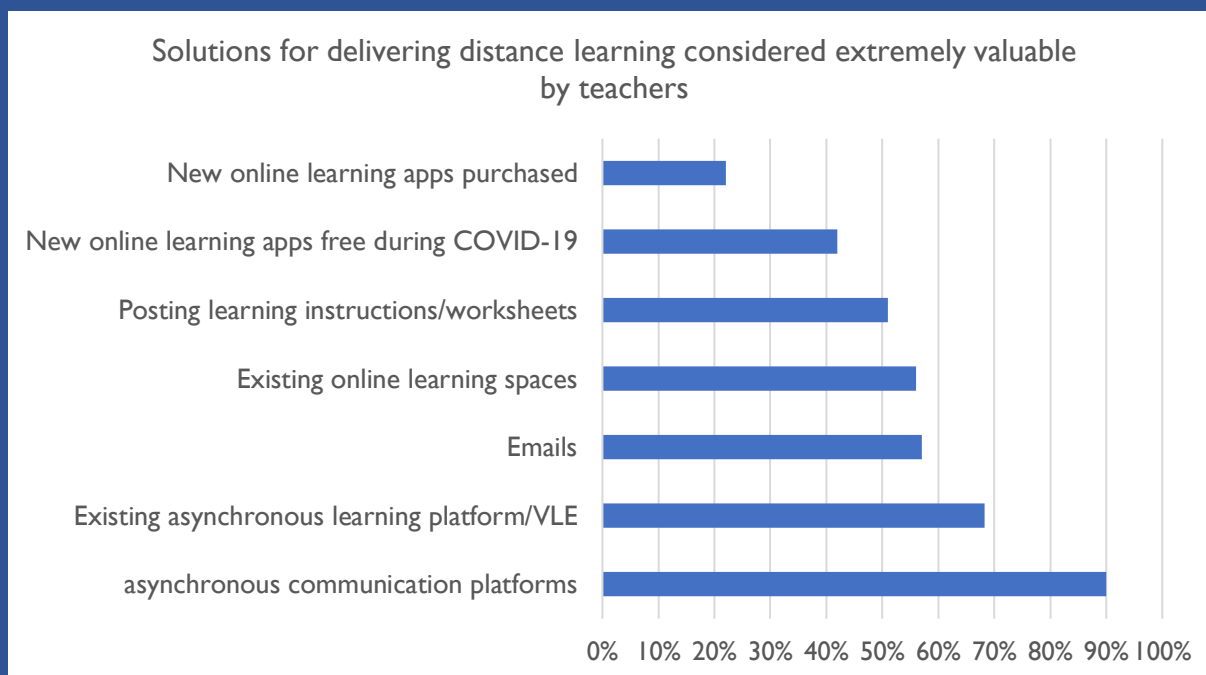 Solutions for delivering distance learning considered extremely valuable
by teachers
New online learning apps purchased
New online learning apps free during COVID-19
Posting learning instructions/worksheets
Existing online learning spaces
Emails
Existing asynchronous learning platform/VLE
asynchronous communication platforms
0% 10% 20% 30% 40% 50% 60% 70% 80% 90% 100%